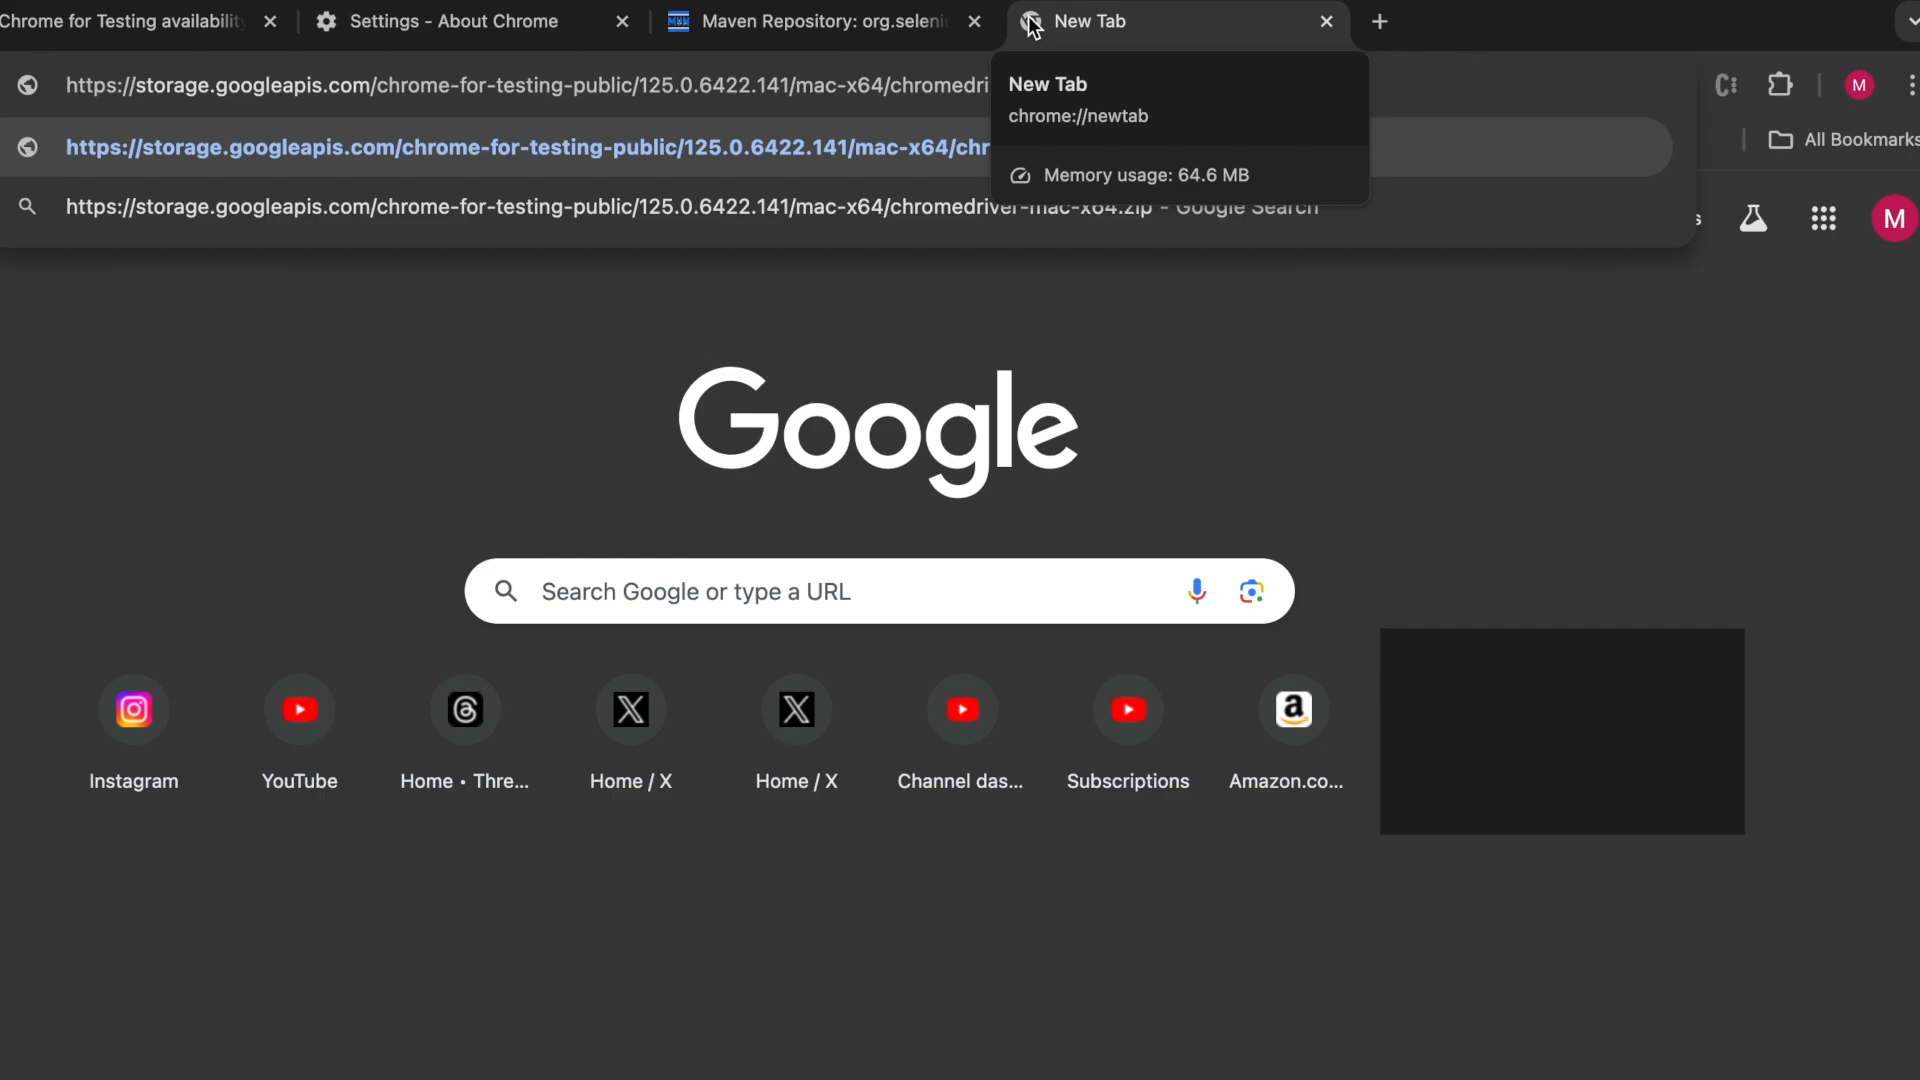 Chrome for Testing availability
Settings - About Chrome
Maven Repository: org.seleni
New Tab
https://storage.googleapis.com/chrome-for-testing-public/125.0.6422.141/mac-x64/chromedri
New Tab
chrome://newtab
M
All Bookmarks
https://storage.googleapis.com/chrome-for-testing-public/125.0.6422.141/mac-x64/chr
Memory usage: 64.6 MB
https://storage.googleapis.com/chrome-for-testing-public/125.0.6422.141/mac-x64/chromedriver-mac-x64.zip - Google Search
s
M
Google
Search Google or type a URL
Instagram
YouTube
Home • Thre...
Home / X
Home / X
Channel das...
Subscriptions
Amazon.co...